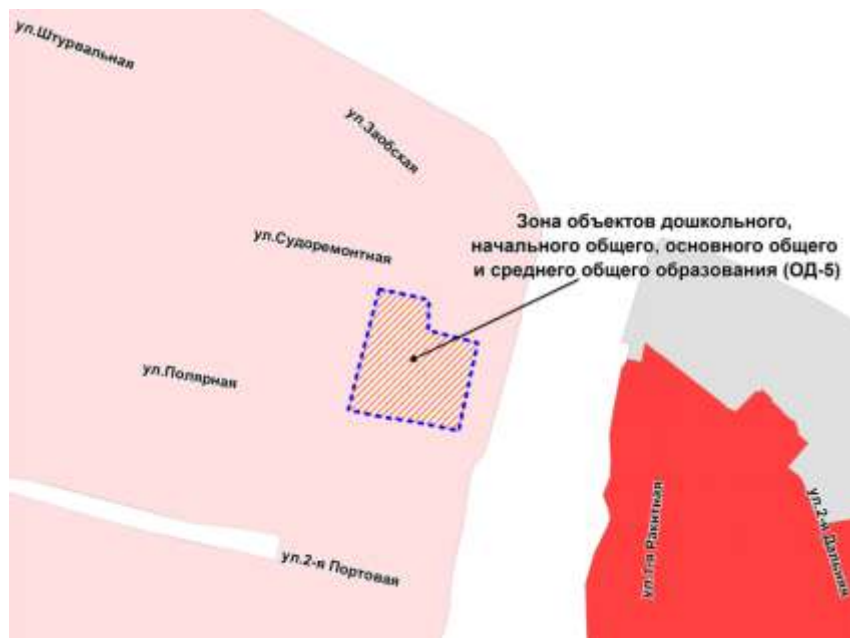 ул.Штурвальная
ул.Заобская
ул.Судоремонтная
Зона объектов дошкольного,
начального общего, основного общего
и среднего общего образования (ОД-5)
ул.Полярная
ул.2-я Портовая
ул.1-я Ракитная
ул.2-я Дальняя